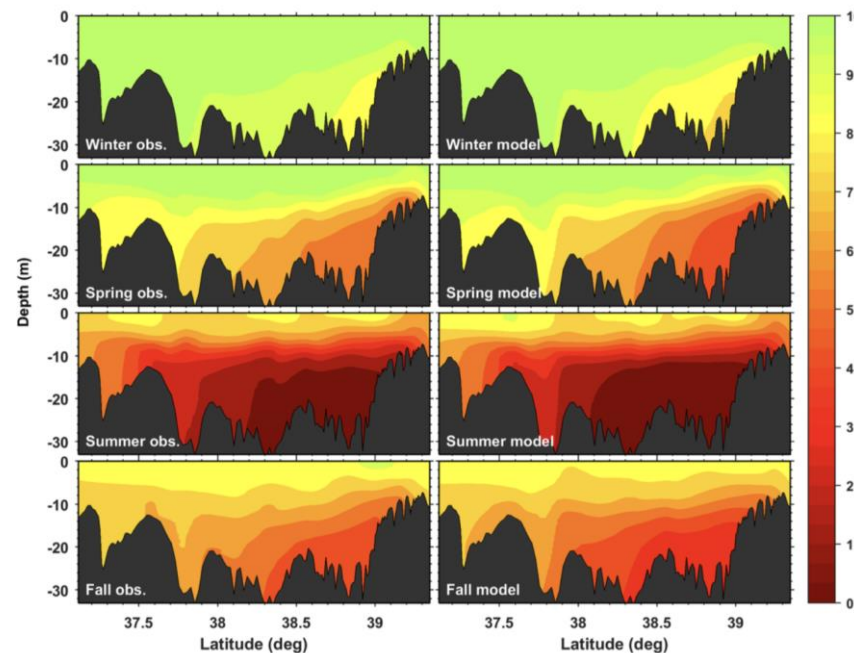 0
-10
-20
-30
Winter obs.
Winter model
0
-10
-20
-30
Spring obs.
Spring model
0
-10
-20
-30
Summer obs.
Summer model
0
-10
-20
-30
Fall obs.
Fall model
Depth (m)
37.5 38 38.5 39
37.5 38 38.5 39
Latitude (deg)
Latitude (deg)
1
9
8
7
6
5
4
3
2
1
0